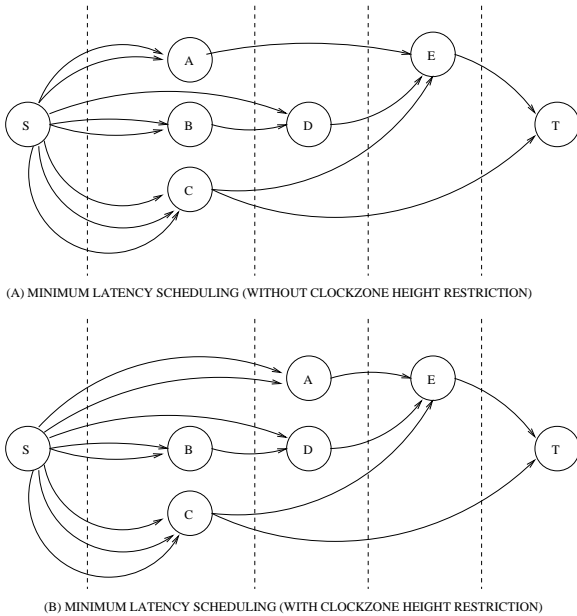 A
E
S
B
D
T
C
(A) MINIMUM LATENCY SCHEDULING (WITHOUT CLOCKZONE HEIGHT RESTRICTION)
A
E
S
B
D
T
C
(B) MINIMUM LATENCY SCHEDULING (WITH CLOCKZONE HEIGHT RESTRICTION)